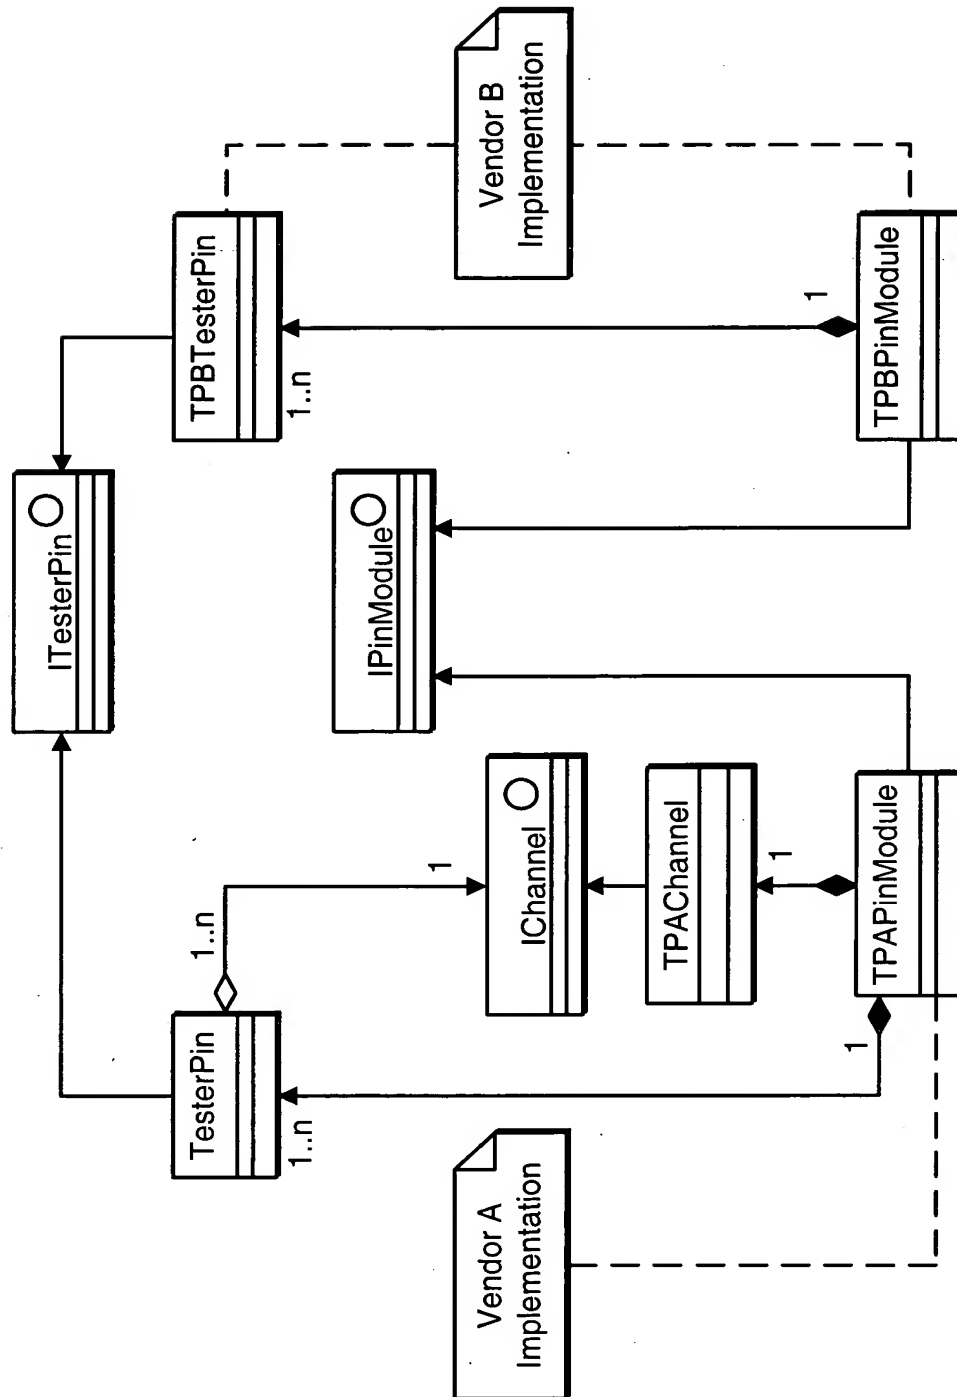 ITesterPin
TesterPin
TPBTesterPin
1..n
1..n
1..n
1
Vendor A
Implementation
IChannel
IPinModule
Vendor B
Implementation
TPAChannel
1
1
1
TPAPinModule
TPBPinModule